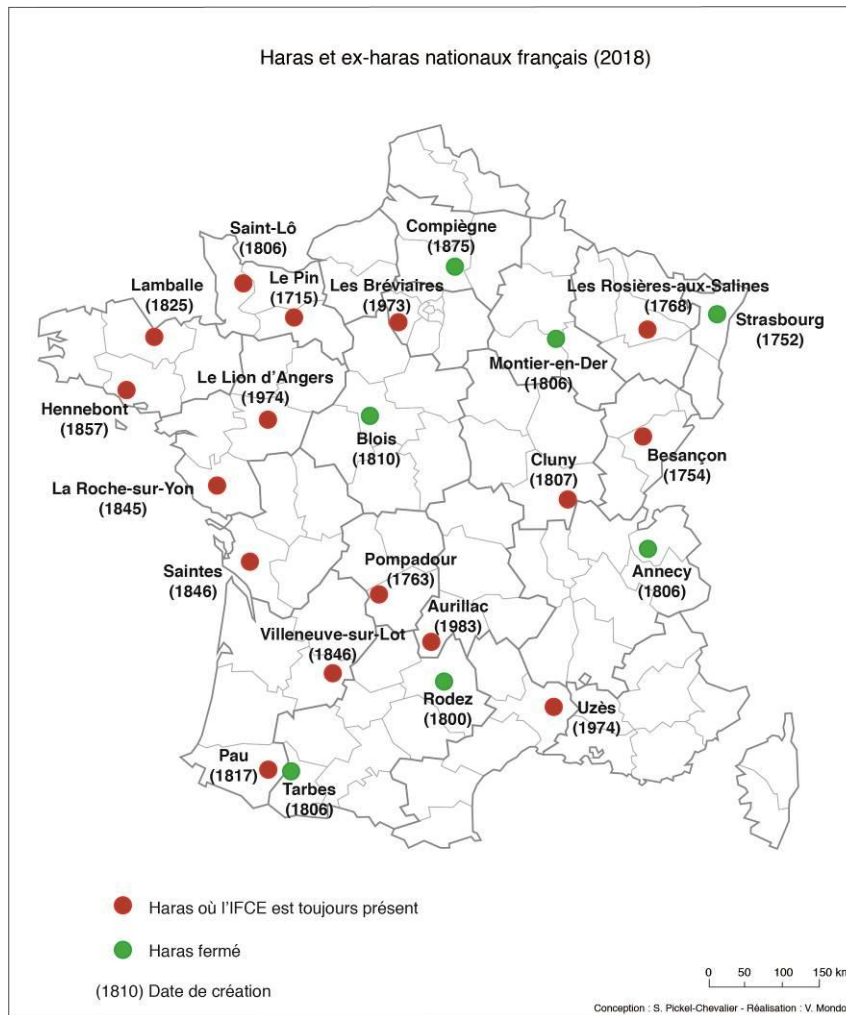 Haras et ex-haras nationaux français (2018)
Saint-Lô
(1806)
Compiègne
(1875)
Lamballe
(1825)
Le Pin
(1715)
Les Bréviaires
(1973)
Les Rosières-aux-Salines
(1768)
Strasbourg
(1752)
Montier-en-Der
(1806)
Le Lion d'Angers
(1974)
Hennebont
(1857)
Blois
(1810)
Besançon
(1754)
Cluny
(1807)
La Roche-sur-Yon
(1845)
Saintes
(1846)
Pompadour
(1763)
Annecy
(1806)
Aurillac
(1983)
Villeneuve-sur-Lot
(1846)
Rodez
(1800)
Uzès
(1974)
Pau
(1817)
Tarbes
(1806)
Haras où l'IFCE est toujours présent
Haras fermé
(1810) Date de création
0 50 100 150 km
Conception : S. Pickel-Chevalier - Réalisation : V. Mondo